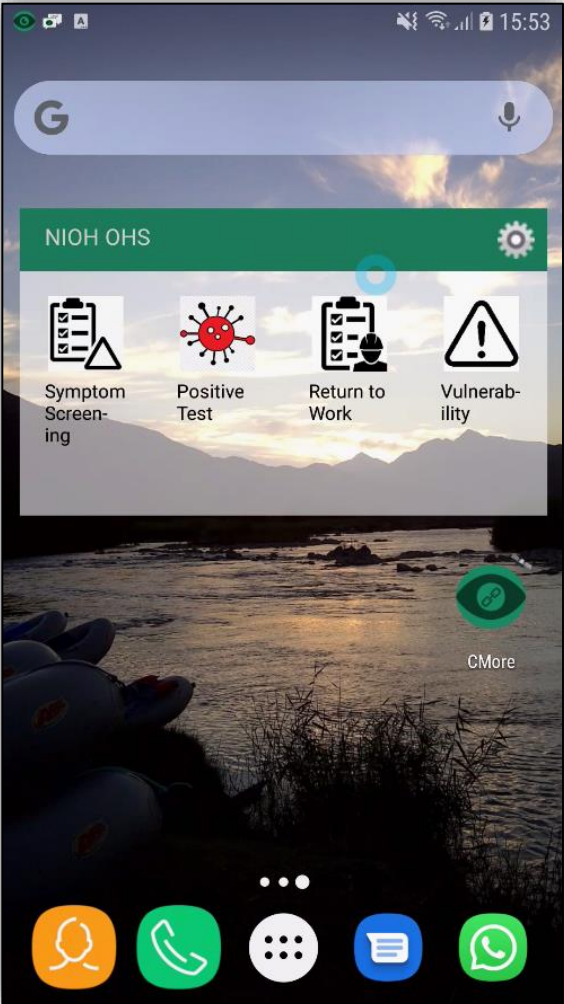 A
15:53
G
NIOH OHS
Symptom
Screen-
ing
Positive
Test
Return to
Work
Vulnerab-
ility
CMore